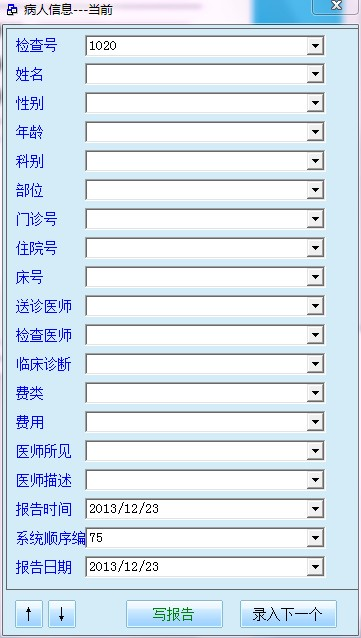 病人信息---当前
检查号 1020
姓名
性别
年龄
科别
部位
门诊号
住院号
床号
送诊医师
检查医师
临床诊断
费类
费用
医师所见
医师描述
报告时间 2013/12/23
系统顺序编 75
报告日期 2013/12/23
↑ ↓ 写报告 录入下一个